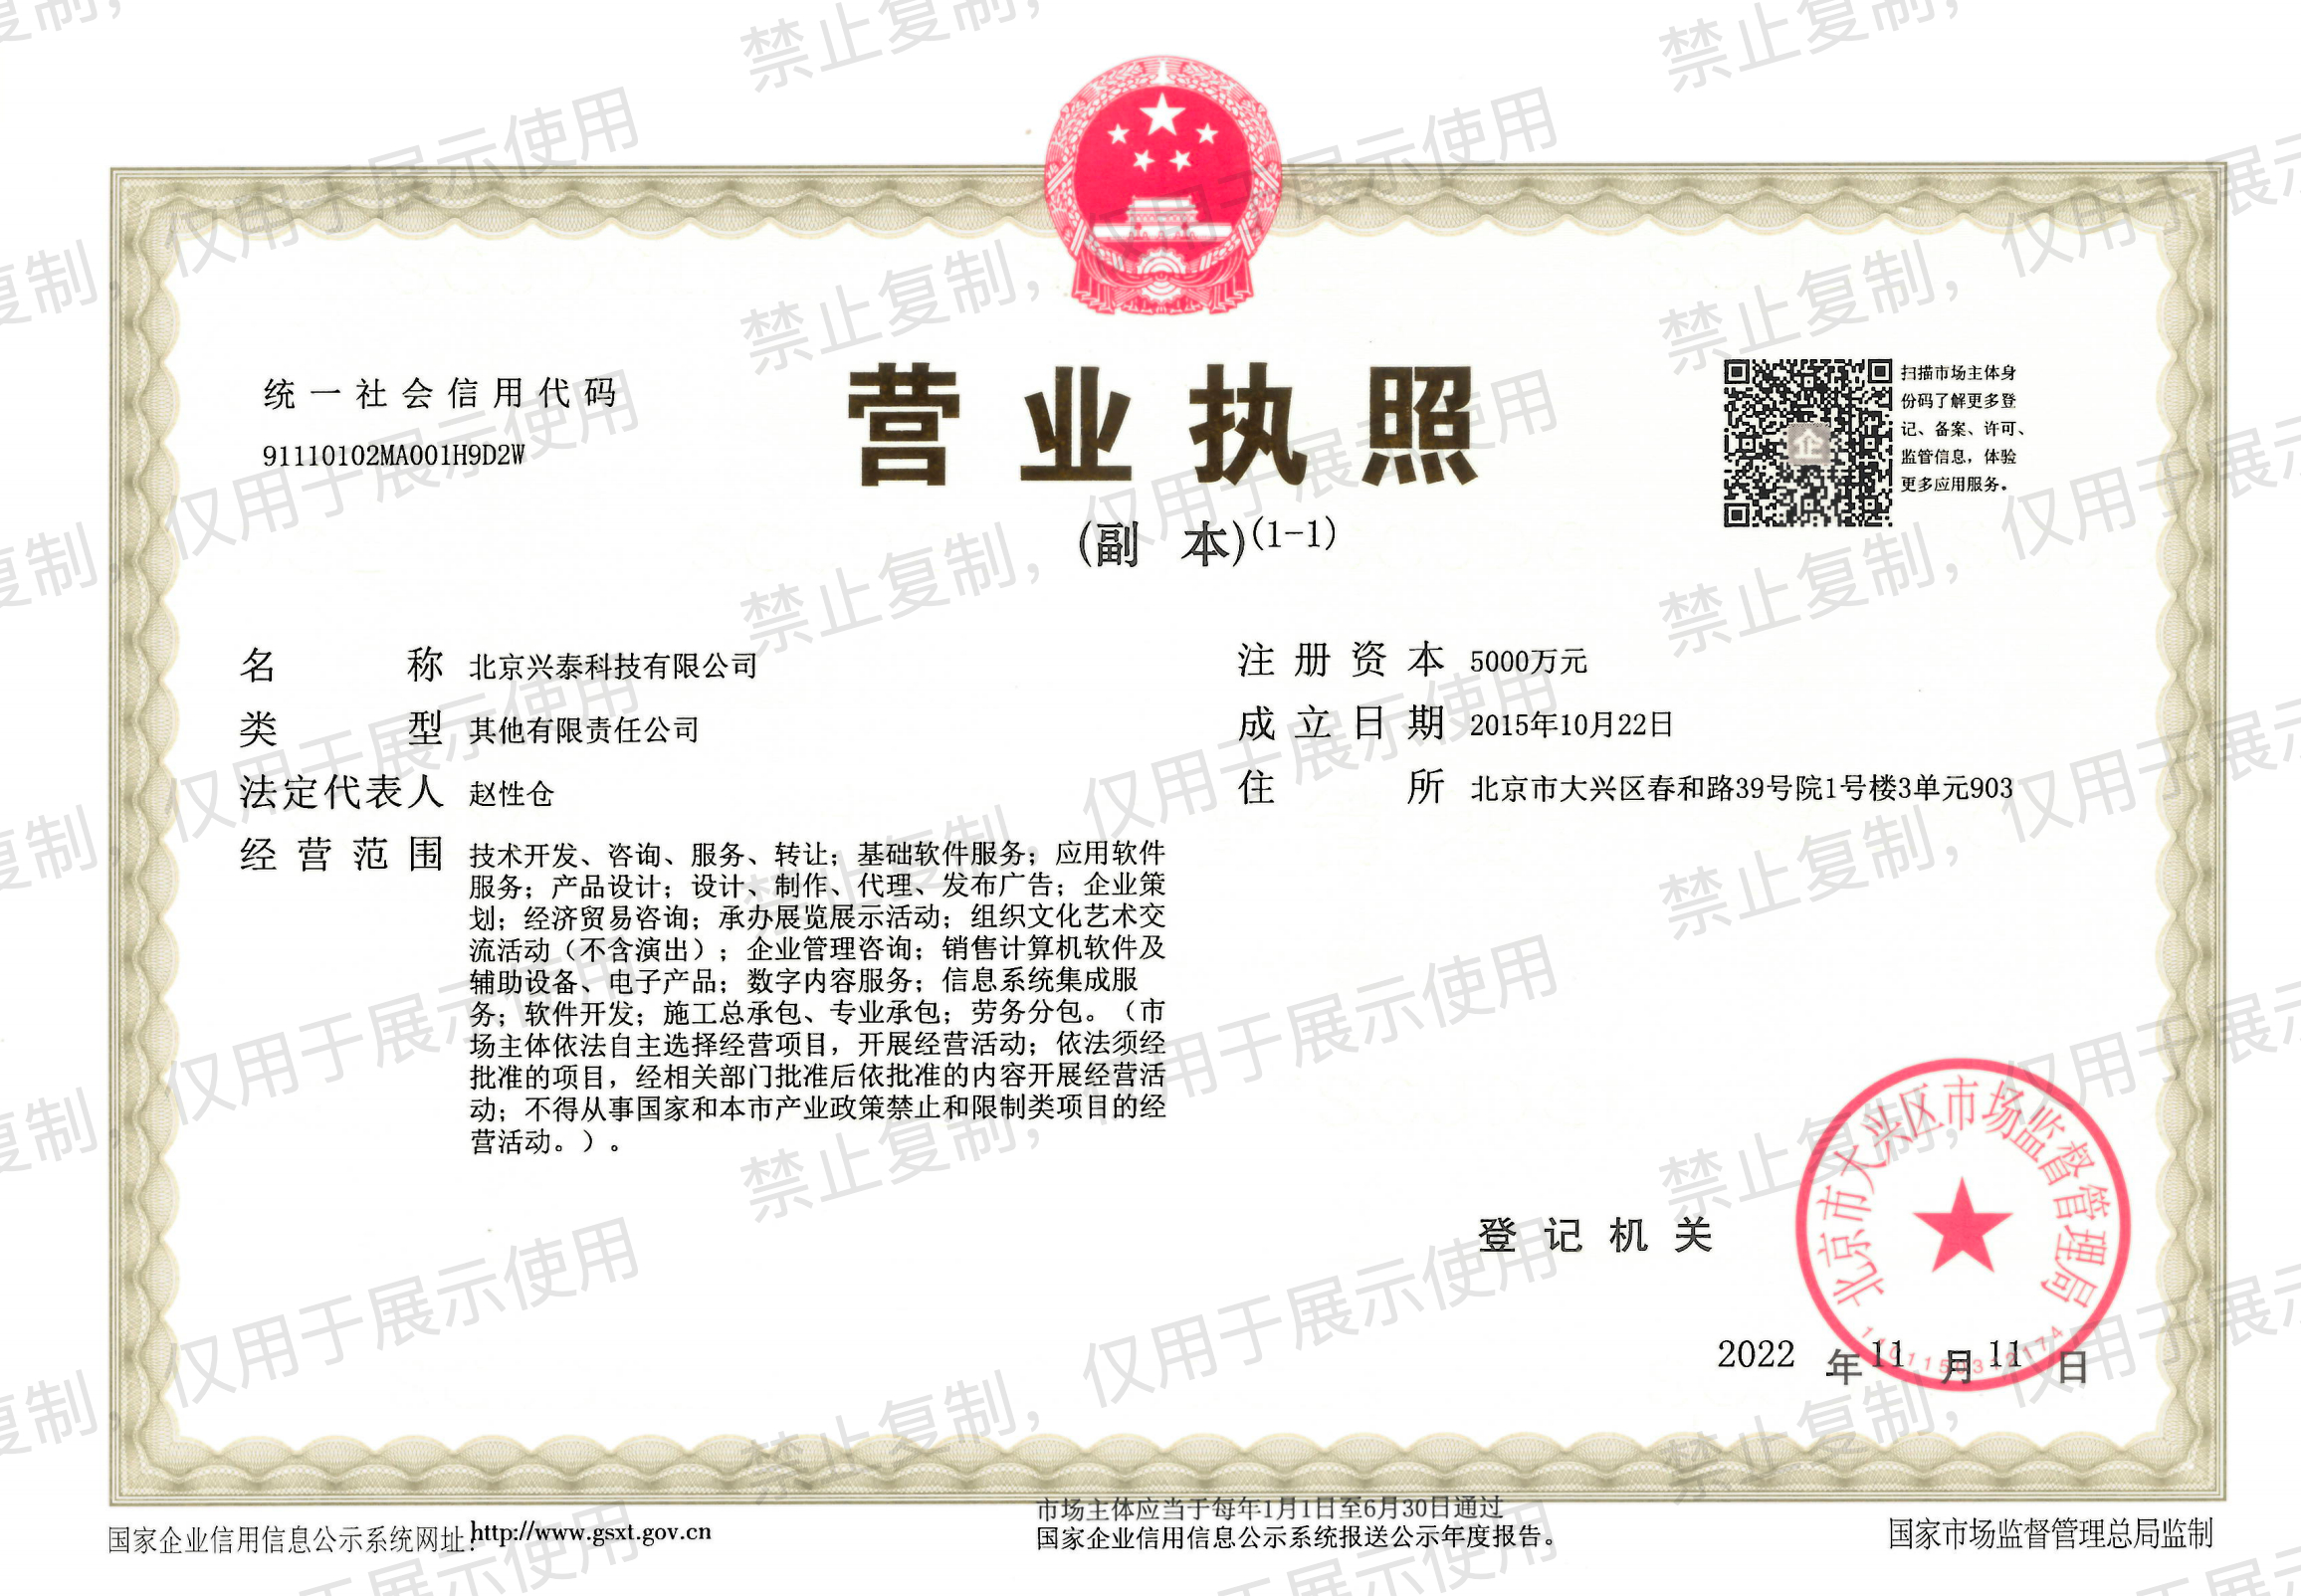 统一社会信用代码
91110102MA001H9D2W
营业执照
(副 本)(1-1)
扫描市场主体身
份码了解更多登
记、备案、许可、
监管信息，体验
更多应用服务。
企
名 称 北京兴泰科技有限公司
类 型 其他有限责任公司
法定代表人 赵性仓
经营范围 技术开发、咨询、服务、转让；基础软件服务；应用软件
服务；产品设计；设计、制作、代理、发布广告；企业策
划；经济贸易咨询；承办展览展示活动；组织文化艺术交
流活动（不含演出）；企业管理咨询；销售计算机软件及
辅助设备、电子产品；数字内容服务；信息系统集成服
务；软件开发；施工总承包、专业承包；劳务分包。（市
场主体依法自主选择经营项目，开展经营活动；依法须经
批准的项目，经相关部门批准后依批准的内容开展经营活
动；不得从事国家和本市产业政策禁止和限制类项目的经
营活动。）。
注册资本 5000万元
成立日期 2015年10月22日
住 所 北京市大兴区春和路39号院1号楼3单元903
登记机关
北京市大兴区市场监督管理局
2022 年 11 月 11 日
国家企业信用信息公示系统网址：http://www.gsxt.gov.cn
市场主体应当于每年1月1日至6月30日通过
国家企业信用信息公示系统报送公示年度报告。
国家市场监督管理总局监制
禁止复制，仅用于展示使用